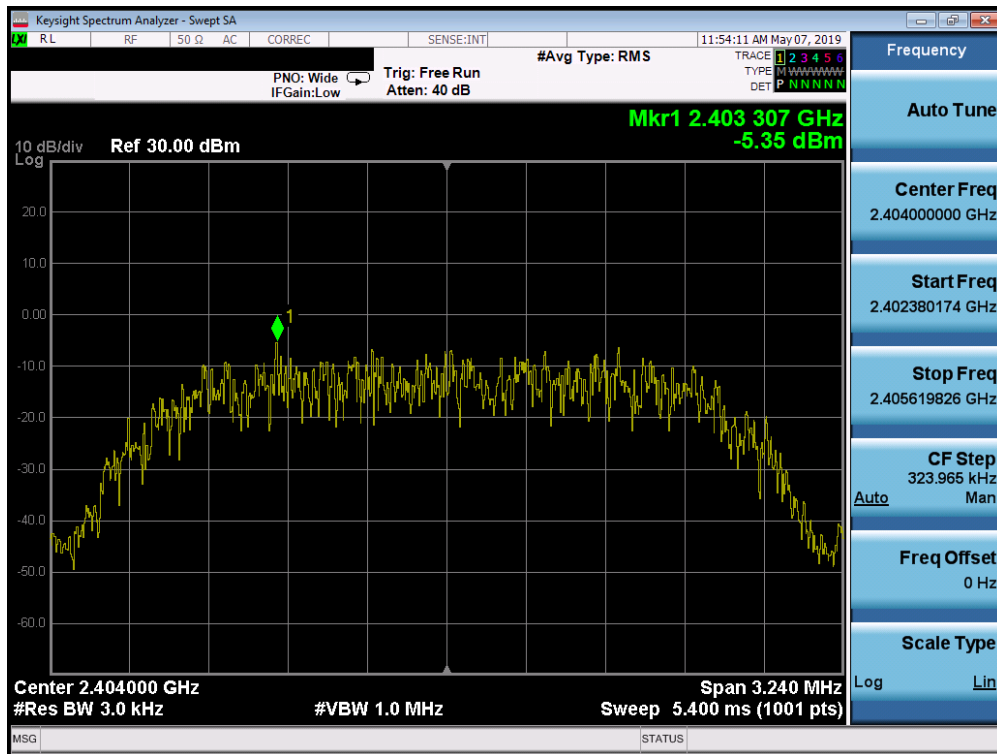 Keysight Spectrum Analyzer - Swept SA
LXI RL RF 50 Ω AC CORREC SENSE:INT 11:54:11 AM May 07, 2019
#Avg Type: RMS TRACE 1 2 3 4 5 6
PNO: Wide Trig: Free Run TYPE M WWWWW
IFGain:Low Atten: 40 dB DET P N N N N N
Mkr1 2.403 307 GHz
-5.35 dBm
10 dB/div Ref 30.00 dBm
Log
20.0
10.0
0.00
1
-10.0
-20.0
-30.0
-40.0
-50.0
-60.0
Center 2.404000 GHz Span 3.240 MHz
#Res BW 3.0 kHz #VBW 1.0 MHz Sweep 5.400 ms (1001 pts)
MSG STATUS
Frequency
Auto Tune
Center Freq
2.404000000 GHz
Start Freq
2.402380174 GHz
Stop Freq
2.405619826 GHz
CF Step
323.965 kHz
Auto Man
Freq Offset
0 Hz
Scale Type
Log Lin